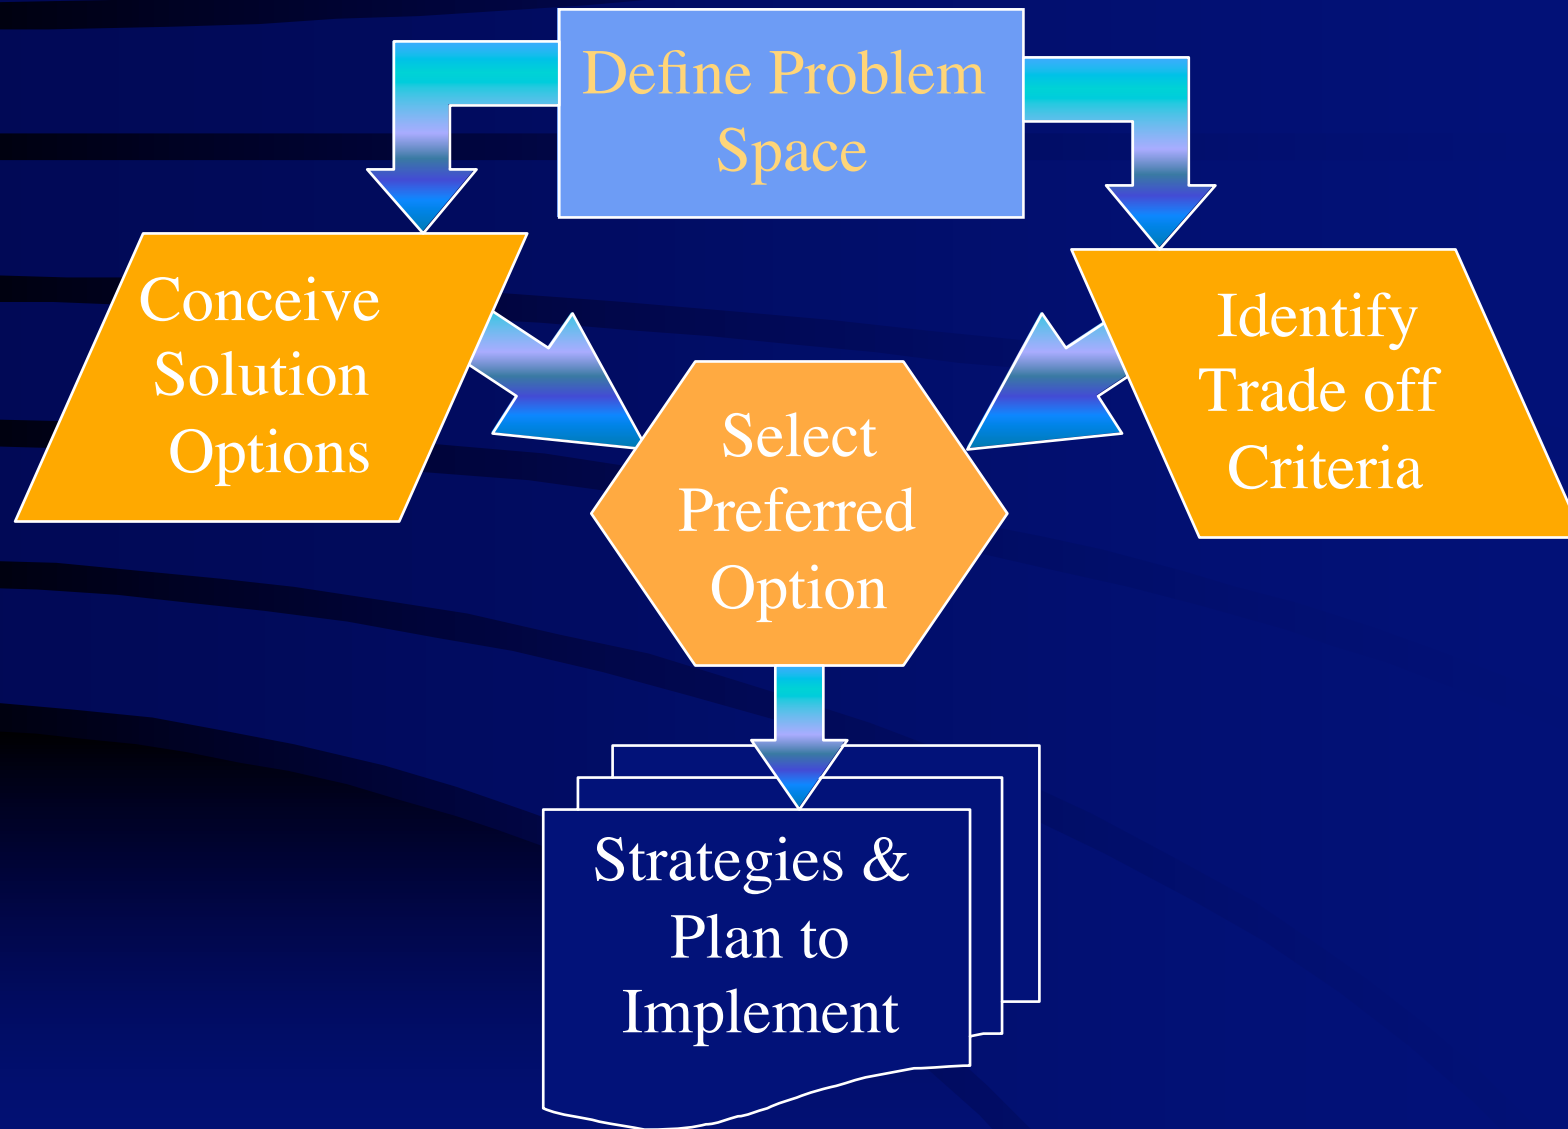 Define Problem
Space
Conceive
Solution
Options
Identify
Trade off
Criteria
Select
Preferred
Option
Strategies &
Plan to
Implement